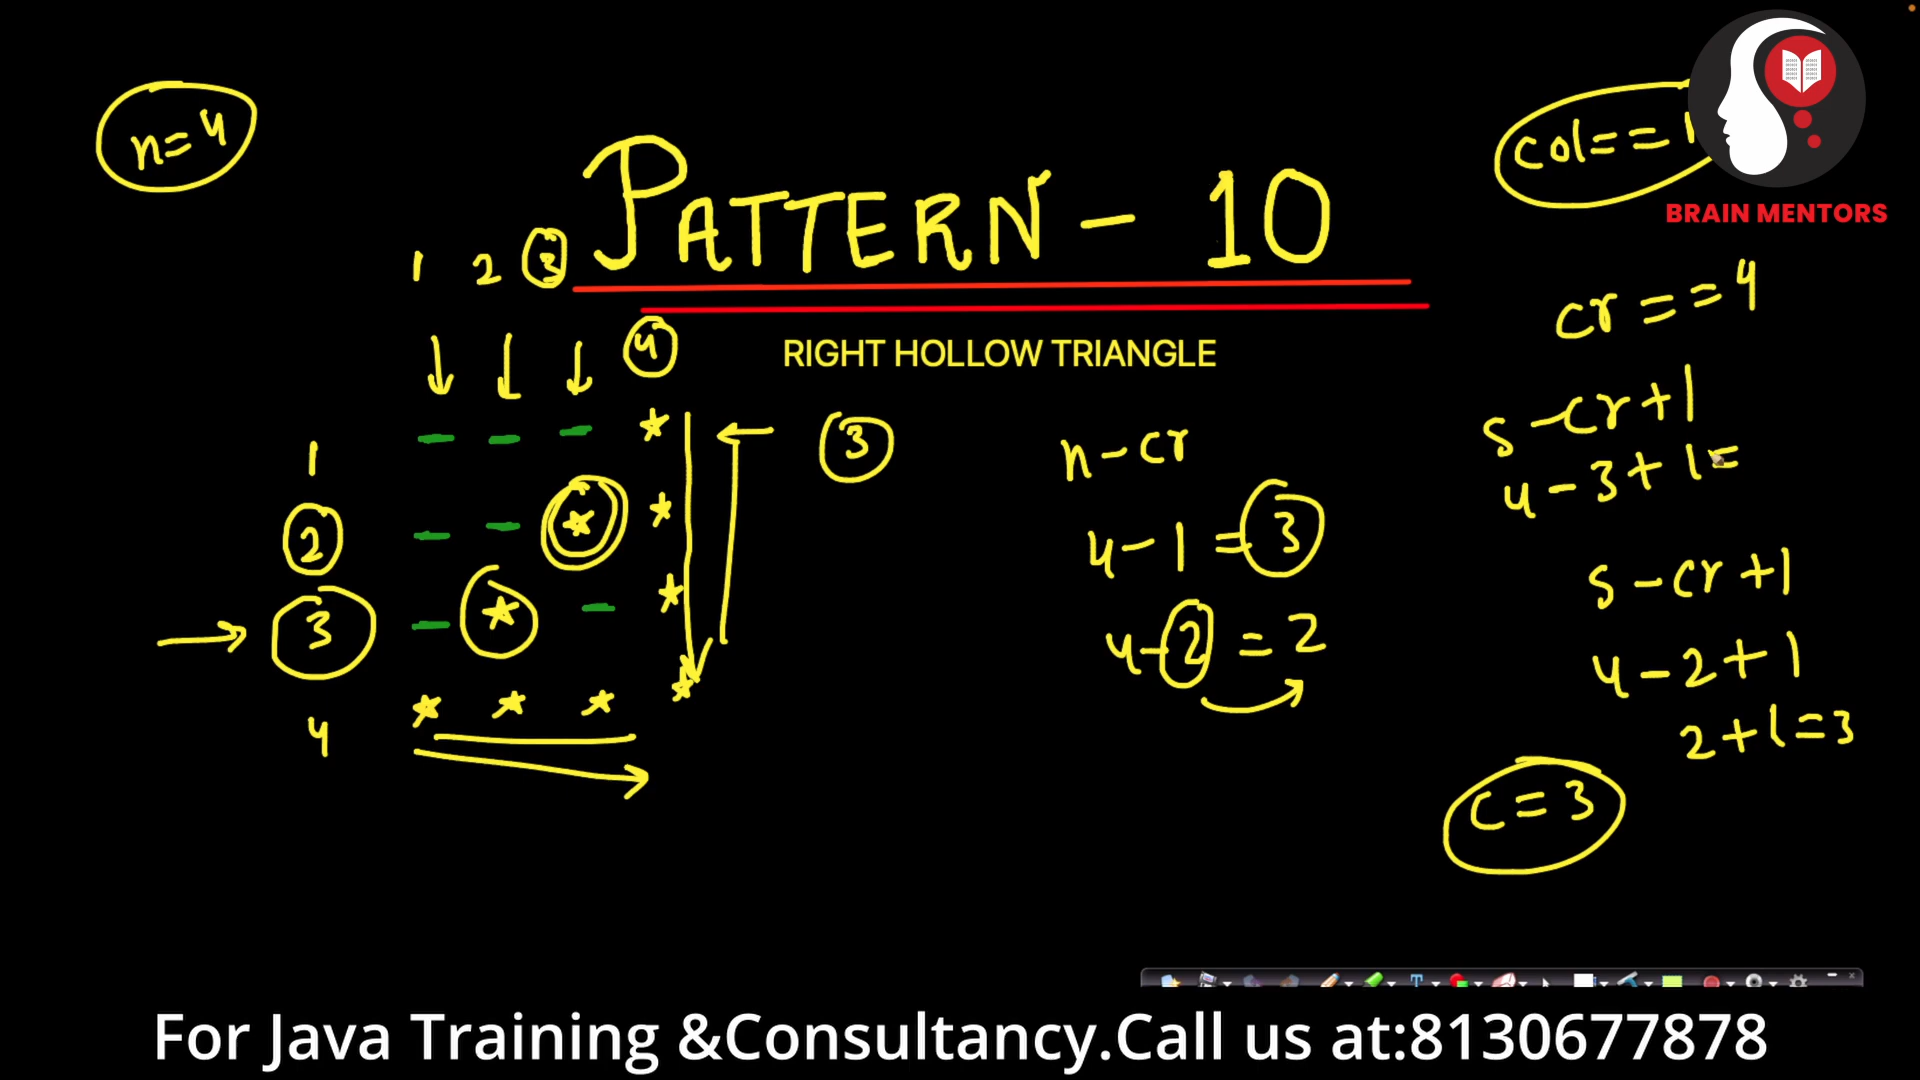 n=4
PATTERN - 10
col==1
BRAIN MENTORS
1 2 3
4
RIGHT HOLLOW TRIANGLE
cr==4
s-cr+1
4-3+1=
1 - - - *
3
n-cr
4-1=3
2 - - * *
s-cr+1
3 - * - *
4-2=2
4-2+1
2+1=3
4 * * * *
c=3
For Java Training &Consultancy.Call us at:8130677878